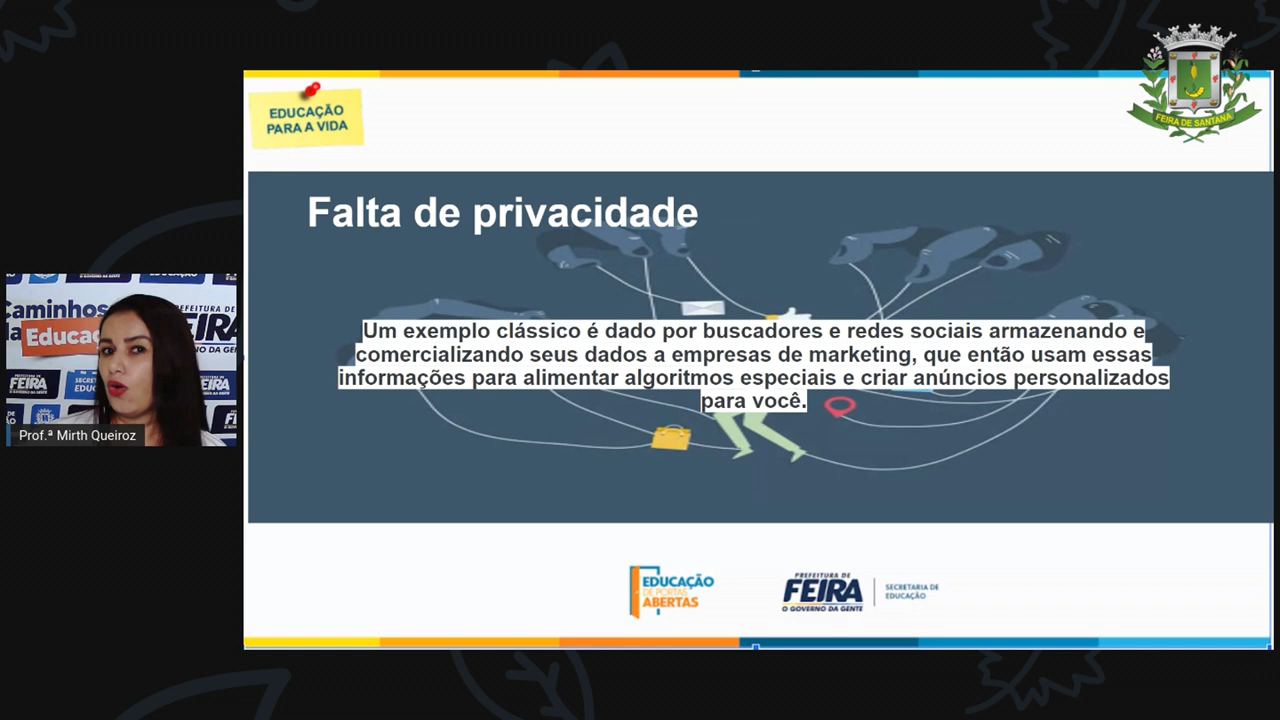 EDUCAÇÃO
PARA A VIDA
FEIRA DE SANTANA
Falta de privacidade
Um exemplo clássico é dado por buscadores e redes sociais armazenando e
comercializando seus dados a empresas de marketing, que então usam essas
informações para alimentar algoritmos especiais e criar anúncios personalizados
para você.
Caminhos
da
Educaç
FEIRA
Prof.ª Mirth Queiroz
EDUCAÇÃO
DE PORTAS
ABERTAS
PREFEITURA DE
FEIRA
O GOVERNO DA GENTE
SECRETARIA DE
EDUCAÇÃO